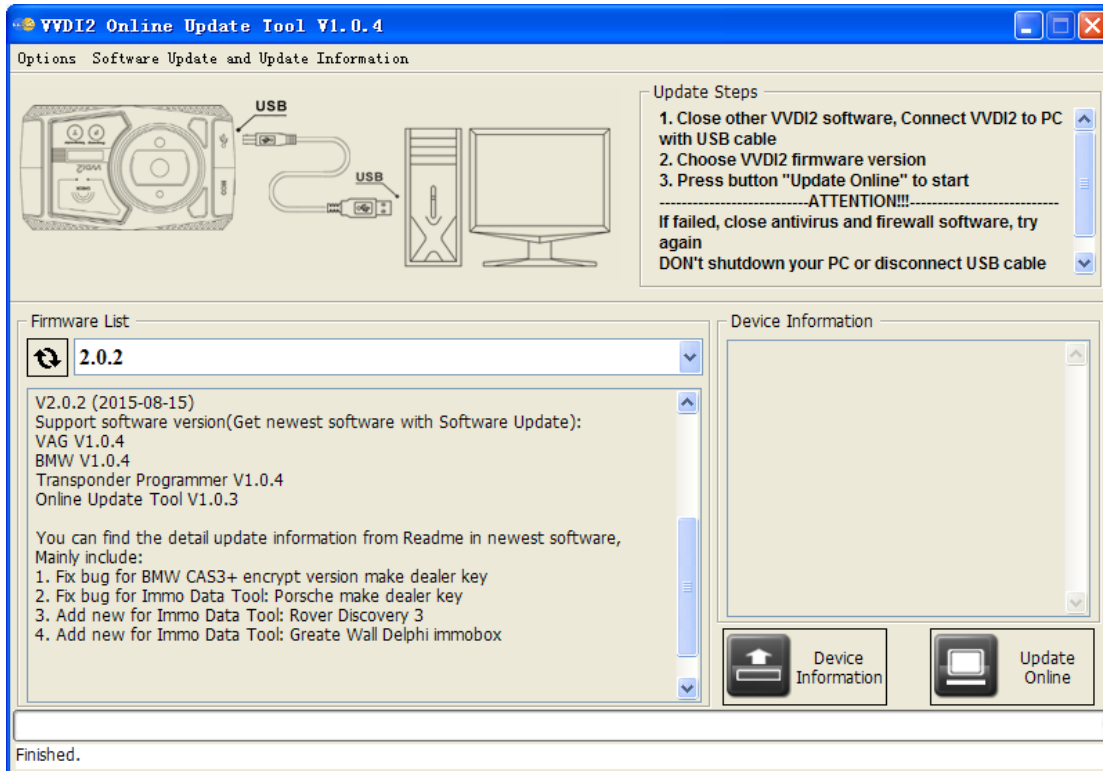 VVDI2 Online Update Tool V1.0.4
Options Software Update and Update Information
USB
USB
Update Steps
1. Close other VVDI2 software, Connect VVDI2 to PC
with USB cable
2. Choose VVDI2 firmware version
3. Press button "Update Online" to start
---------------------------ATTENTION!!!---------------------------
If failed, close antivirus and firewall software, try
again
DON't shutdown your PC or disconnect USB cable
Firmware List
2.0.2
V2.0.2 (2015-08-15)
Support software version(Get newest software with Software Update):
VAG V1.0.4
BMW V1.0.4
Transponder Programmer V1.0.4
Online Update Tool V1.0.3
You can find the detail update information from Readme in newest software,
Mainly include:
1. Fix bug for BMW CAS3+ encrypt version make dealer key
2. Fix bug for Immo Data Tool: Porsche make dealer key
3. Add new for Immo Data Tool: Rover Discovery 3
4. Add new for Immo Data Tool: Greate Wall Delphi immobox
Device Information
Device
Information
Update
Online
Finished.